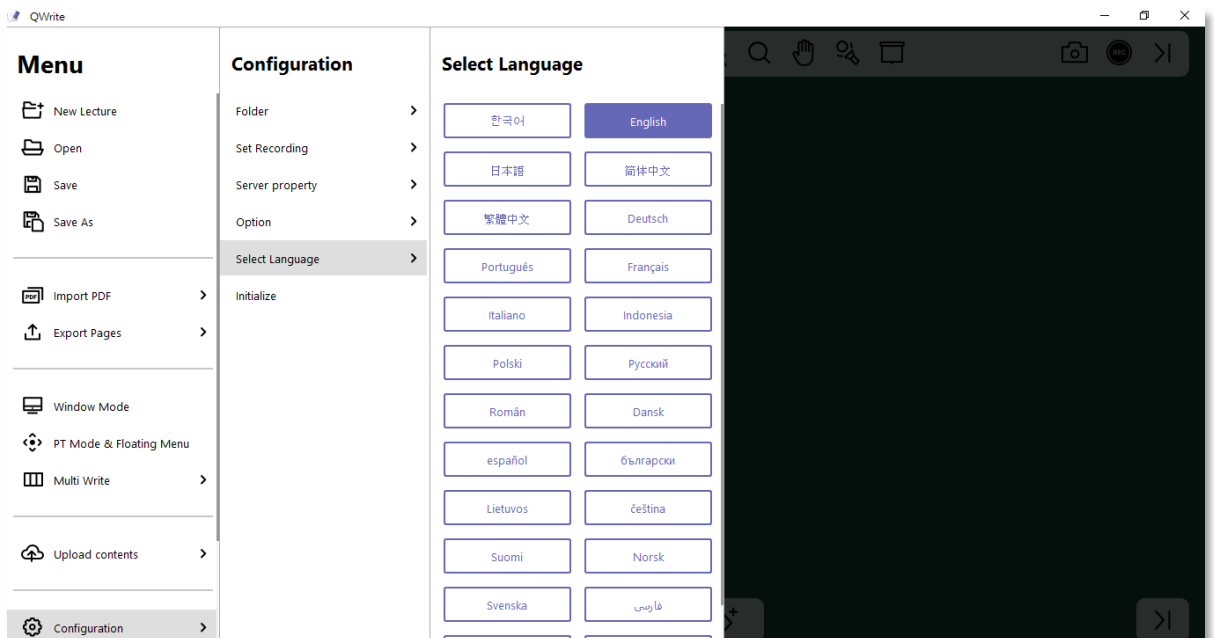 QWrite
Menu
New Lecture
Open
Save
Save As
Import PDF
Export Pages
Window Mode
PT Mode & Floating Menu
Multi Write
Upload contents
Configuration
Configuration
Folder
Set Recording
Server property
Option
Select Language
Initialize
Select Language
한국어 English
日本語 简体中文
繁體中文 Deutsch
Português Français
Italiano Indonesia
Polski Русский
Român Dansk
español български
Lietuvos čeština
Suomi Norsk
Svenska فارسی
PDF
REC